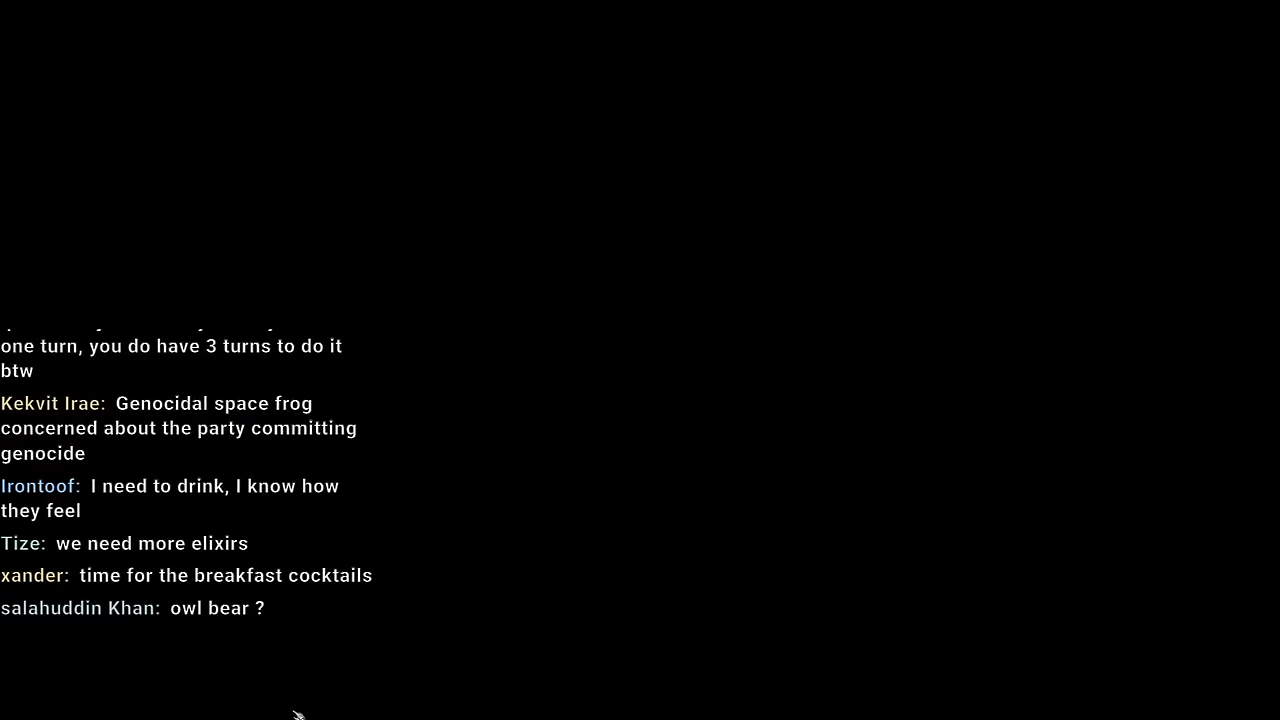 one turn, you do have 3 turns to do it
btw
Kekvit Irae: Genocidal space frog
concerned about the party committing
genocide
Irontoof: I need to drink, I know how
they feel
Tize: we need more elixirs
xander: time for the breakfast cocktails
salahuddin Khan: owl bear ?